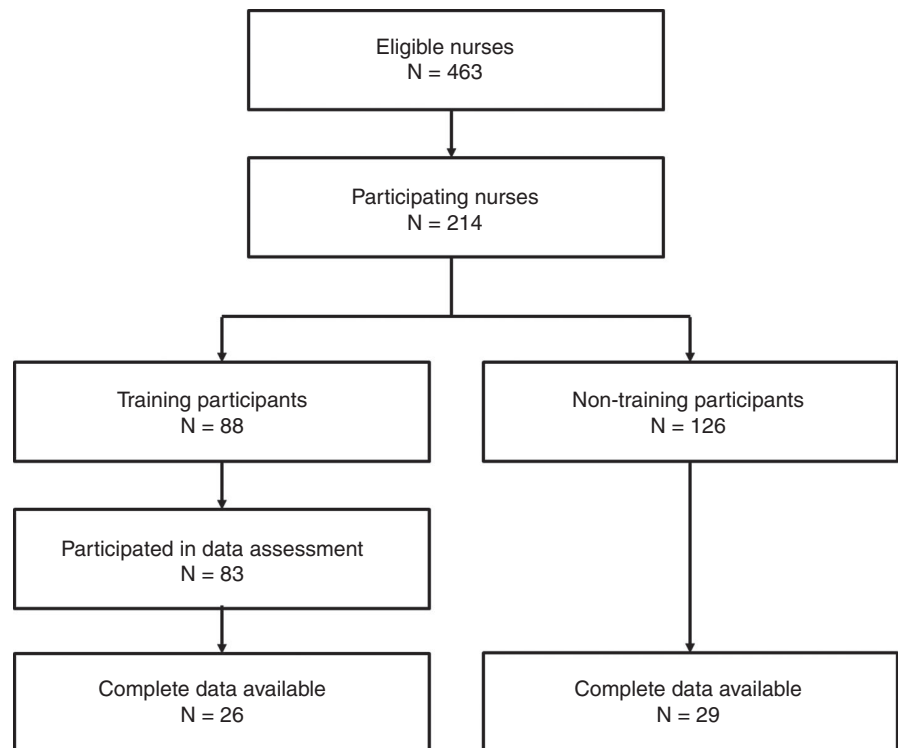 Eligible nurses
N = 463
Participating nurses
N = 214
Training participants
N = 88
Non-training participants
N = 126
Participated in data assessment
N = 83
Complete data available
N = 26
Complete data available
N = 29